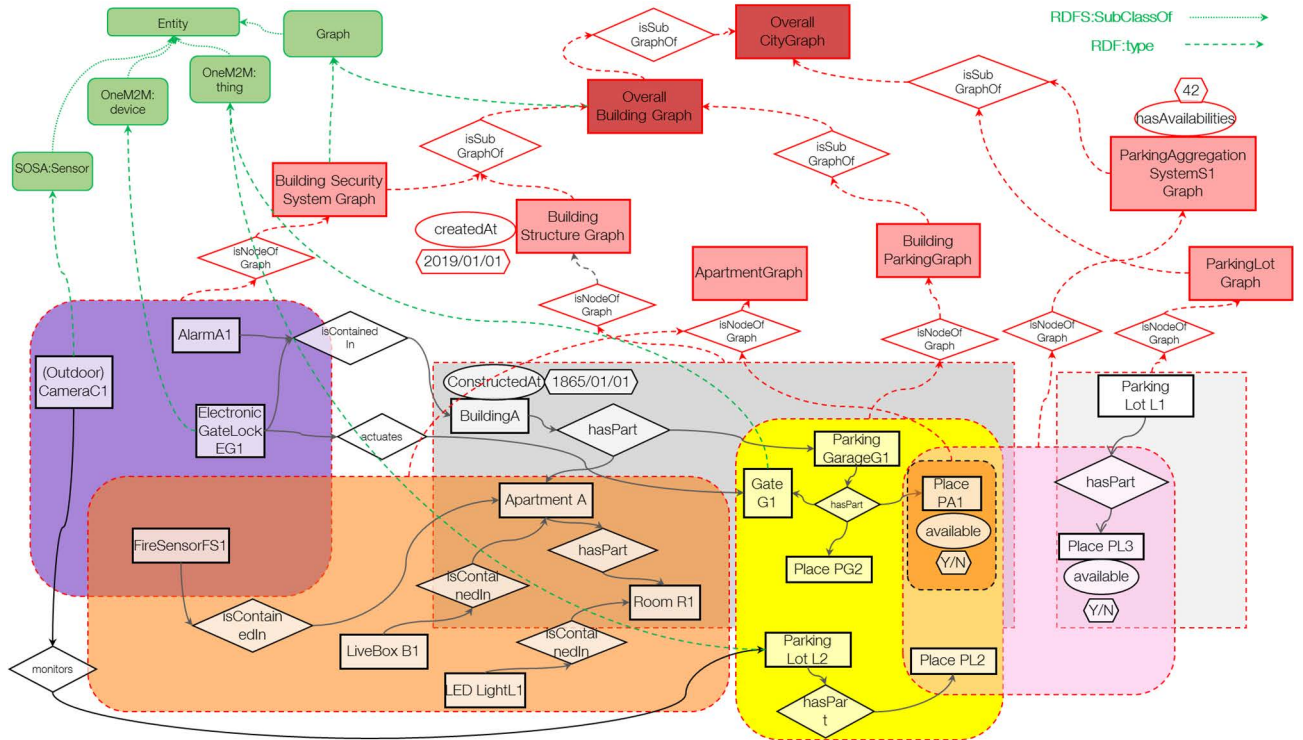 Entity
Graph
OneM2M:
thing
OneM2M:
device
SOSA:Sensor
isSub
GraphOf
Overall
CityGraph
RDFS:SubClassOf
RDF:type
Overall
Building Graph
isSub
GraphOf
42
hasAvailabilities
ParkingAggregation
SystemS1
Graph
isSub
GraphOf
isSub
GraphOf
Building Security
System Graph
createdAt
2019/01/01
Building
Structure Graph
Building
ParkingGraph
ApartmentGraph
ParkingLot
Graph
isNodeOf
Graph
isNodeOf
Graph
isNodeOf
Graph
isNodeOf
Graph
isNodeOf
Graph
isNodeOf
Graph
AlarmA1
isContained
In
(Outdoor)
CameraC1
Electronic
GateLock
EG1
actuates
ConstructedAt
1865/01/01
BuildingA
hasPart
Parking
GarageG1
Parking
Lot L1
Gate
G1
hasPart
Place
PA1
available
Y/N
Place PG2
hasPart
Place PL3
available
Y/N
Apartment A
hasPart
FireSensorFS1
isContai
nedIn
Room R1
isContain
edIn
LiveBox B1
isContai
nedIn
LED LightL1
monitors
Parking
Lot L2
Place PL2
hasPar
t